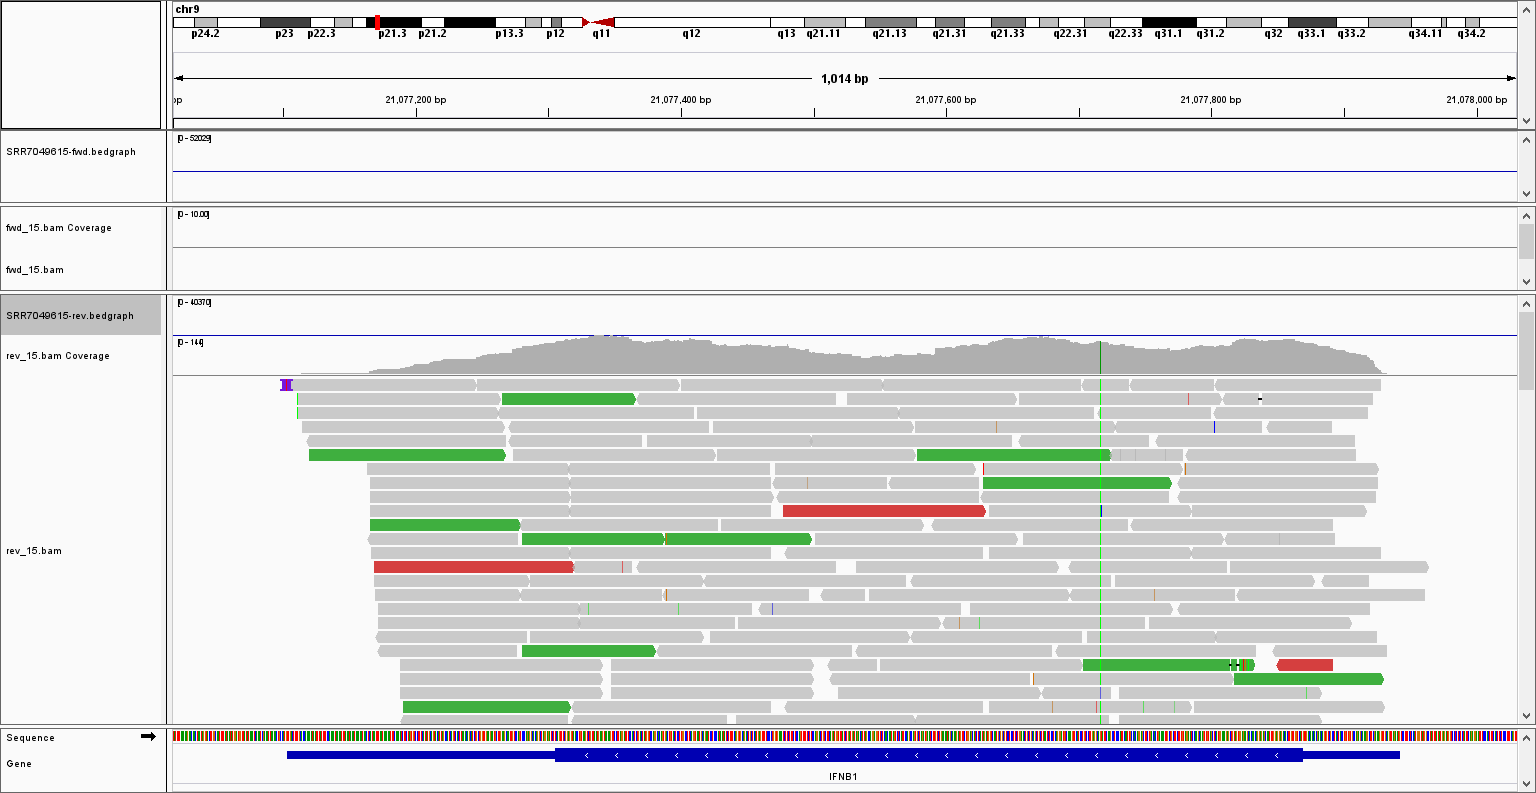 chr9
p24.2 p23 p22.3 p21.3 p21.2 p13.3 p12 q11 q12 q13 q21.11 q21.13 q21.31 q21.33 q22.31 q22.33 q31.1 q31.2 q32 q33.1 q33.2 q34.11 q34.2
1,014 bp
bp 21,077,200 bp 21,077,400 bp 21,077,600 bp 21,077,800 bp 21,078,000 bp
[0 - 52029]
SRR7049615-fwd.bedgraph
[0 - 10.00]
fwd_15.bam Coverage
fwd_15.bam
[0 - 40370]
SRR7049615-rev.bedgraph
[0 - 144]
rev_15.bam Coverage
rev_15.bam
Sequence
Gene
IFNB1